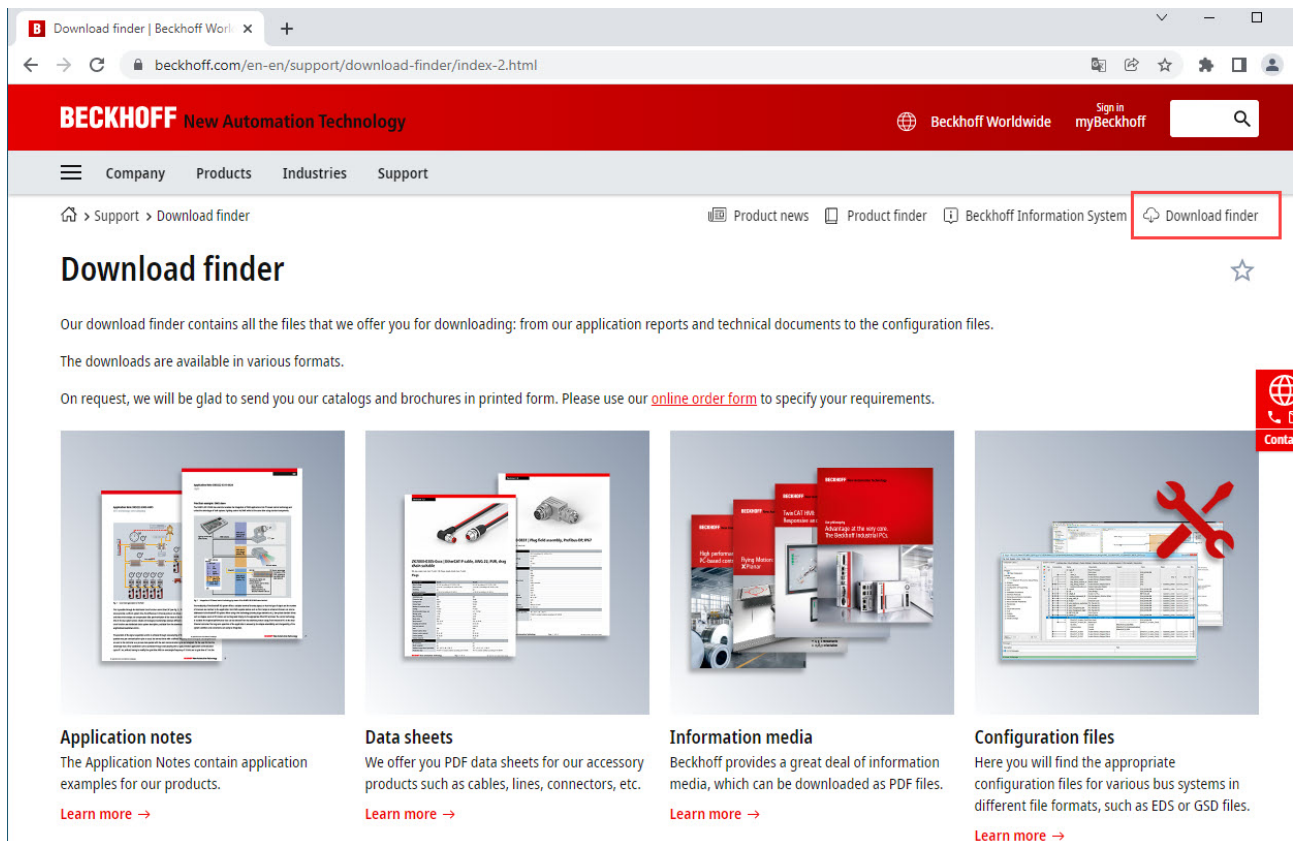 B Download finder | Beckhoff Worl
beckhoff.com/en-en/support/download-finder/index-2.html
BECKHOFF New Automation Technology
Beckhoff Worldwide
Sign in
myBeckhoff
Company Products Industries Support
> Support > Download finder
Product news Product finder Beckhoff Information System Download finder
Download finder
Our download finder contains all the files that we offer you for downloading: from our application reports and technical documents to the configuration files.
The downloads are available in various formats.
On request, we will be glad to send you our catalogs and brochures in printed form. Please use our online order form to specify your requirements.
Conta
Application notes
The Application Notes contain application
examples for our products.
Learn more →
Data sheets
We offer you PDF data sheets for our accessory
products such as cables, lines, connectors, etc.
Learn more →
Information media
Beckhoff provides a great deal of information
media, which can be downloaded as PDF files.
Learn more →
Configuration files
Here you will find the appropriate
configuration files for various bus systems in
different file formats, such as EDS or GSD files.
Learn more →